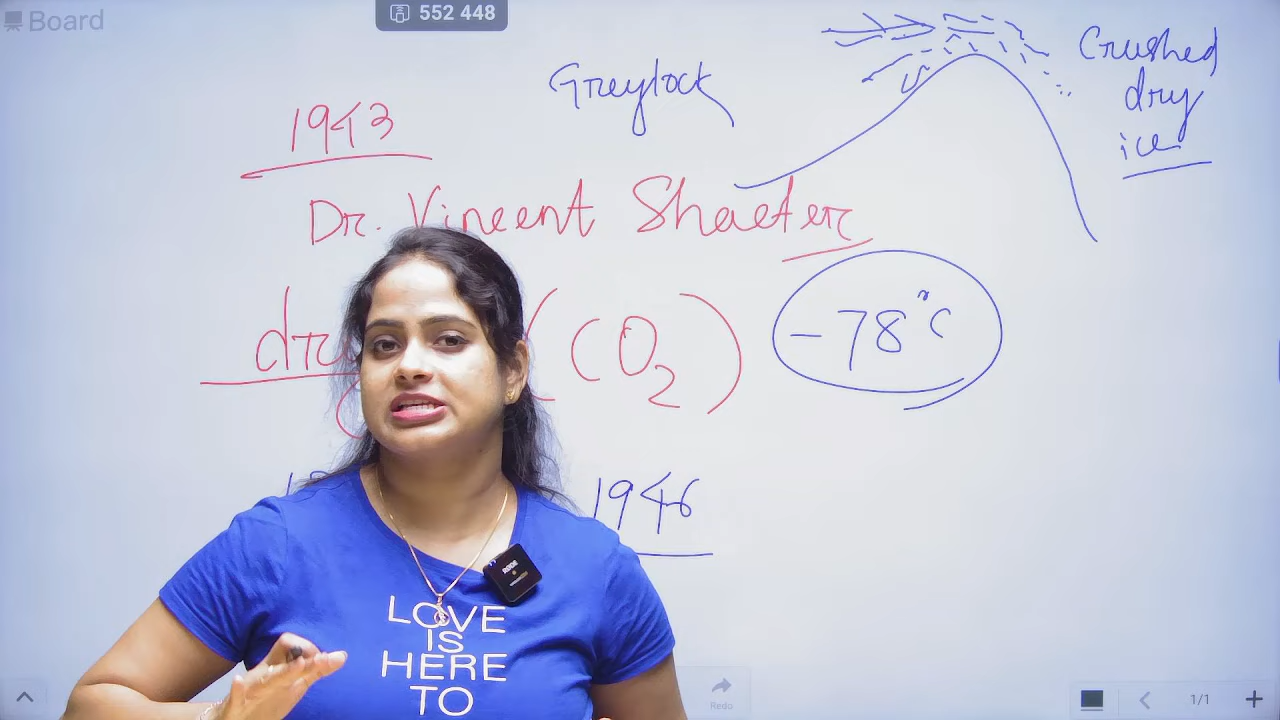 Board
552 448
Crushed
dry
ice
Greylock
1943
Dr. Vincent Shaefer
(CO2)
-78°C
1946
RØDE
LOVE
IS
HERE
TO
Redo
1/1